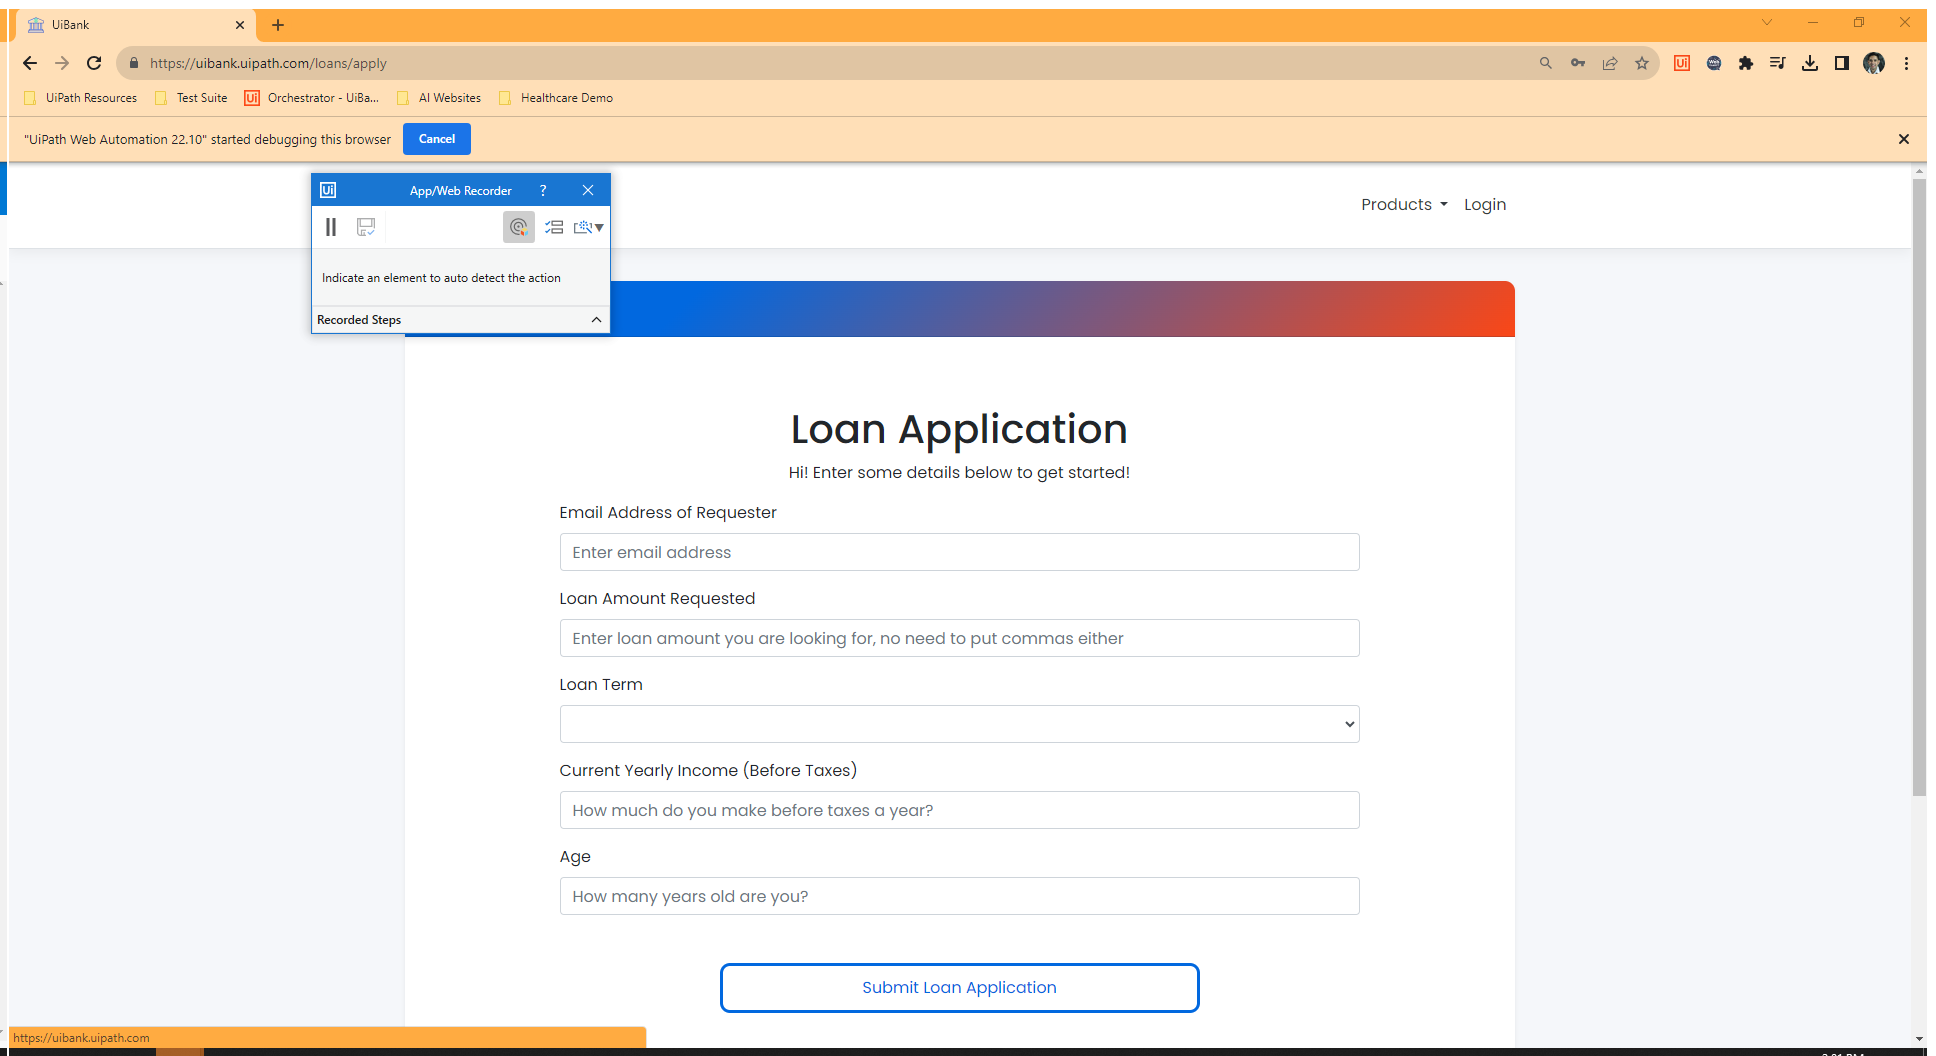 UiBank
https://uibank.uipath.com/loans/apply
UiPath Resources
Test Suite
Ui
Orchestrator - UiBa...
AI Websites
Healthcare Demo
"UiPath Web Automation 22.10" started debugging this browser
Cancel
Ui
App/Web Recorder
?
Indicate an element to auto detect the action
Recorded Steps
Products
Login
Loan Application
Hi! Enter some details below to get started!
Email Address of Requester
Enter email address
Loan Amount Requested
Enter loan amount you are looking for, no need to put commas either
Loan Term
Current Yearly Income (Before Taxes)
How much do you make before taxes a year?
Age
How many years old are you?
Submit Loan Application
https://uibank.uipath.com